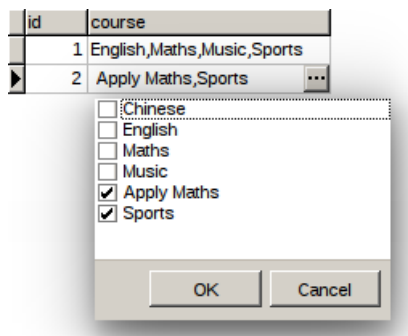 id course
1 English,Maths,Music,Sports
2 Apply Maths,Sports ...
Chinese
English
Maths
Music
Apply Maths
Sports
OK Cancel